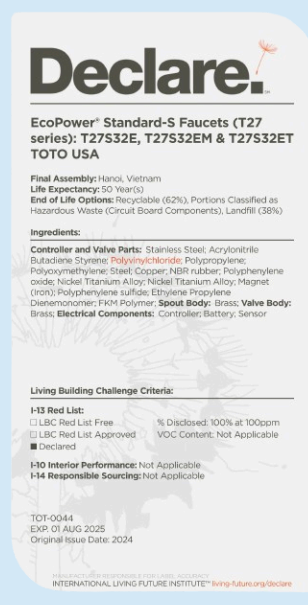 Declare.
EcoPower® Standard-S Faucets (T27
series): T27S32E, T27S32EM & T27S32ET
TOTO USA
Final Assembly: Hanoi, Vietnam
Life Expectancy: 50 Year(s)
End of Life Options: Recyclable (62%), Portions Classified as
Hazardous Waste (Circuit Board Components), Landfill (38%)
Ingredients:
Controller and Valve Parts: Stainless Steel; Acrylonitrile
Butadiene Styrene; Polyvinylchloride; Polypropylene;
Polyoxymethylene; Steel; Copper; NBR rubber; Polyphenylene
oxide; Nickel Titanium Alloy; Nickel Titanium Alloy; Magnet
(Iron); Polyphenylene sulfide; Ethylene Propylene
Dienemonomer; FKM Polymer; Spout Body: Brass; Valve Body:
Brass; Electrical Components: Controller; Battery; Sensor
Living Building Challenge Criteria:
I-13 Red List:
LBC Red List Free % Disclosed: 100% at 100ppm
LBC Red List Approved VOC Content: Not Applicable
Declared
I-10 Interior Performance: Not Applicable
I-14 Responsible Sourcing: Not Applicable
TOT-0044
EXP. 01 AUG 2025
Original Issue Date: 2024
MANUFACTURER RESPONSIBLE FOR LABEL ACCURACY
INTERNATIONAL LIVING FUTURE INSTITUTE℠ living-future.org/declare